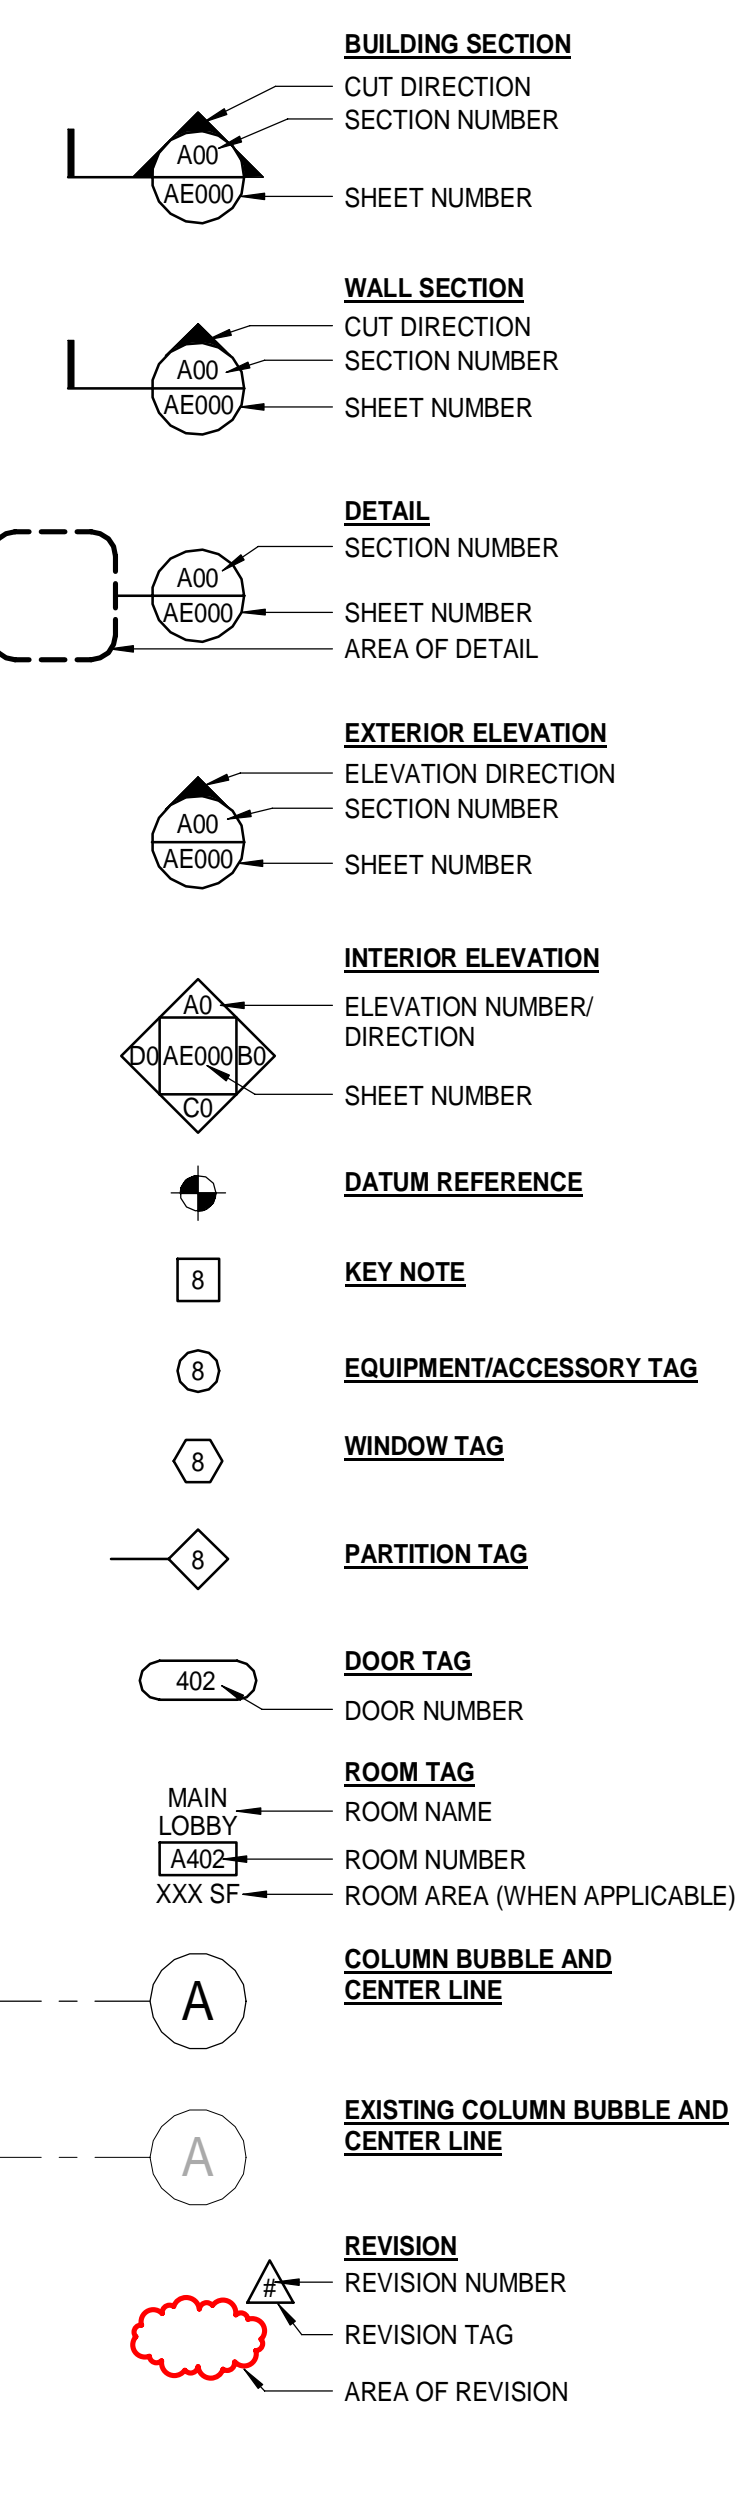 BUILDING SECTION
CUT DIRECTION
SECTION NUMBER
A00
AE000
SHEET NUMBER
WALL SECTION
CUT DIRECTION
SECTION NUMBER
A00
AE000
SHEET NUMBER
DETAIL
SECTION NUMBER
A00
AE000
SHEET NUMBER
AREA OF DETAIL
EXTERIOR ELEVATION
ELEVATION DIRECTION
SECTION NUMBER
A00
AE000
SHEET NUMBER
INTERIOR ELEVATION
A0
ELEVATION NUMBER/
DIRECTION
D0 AE000 B0
SHEET NUMBER
C0
DATUM REFERENCE
8
KEY NOTE
8
EQUIPMENT/ACCESSORY TAG
8
WINDOW TAG
8
PARTITION TAG
DOOR TAG
402
DOOR NUMBER
ROOM TAG
MAIN
LOBBY
ROOM NAME
A402
ROOM NUMBER
XXX SF
ROOM AREA (WHEN APPLICABLE)
COLUMN BUBBLE AND
CENTER LINE
A
EXISTING COLUMN BUBBLE AND
CENTER LINE
A
REVISION
#
REVISION NUMBER
REVISION TAG
AREA OF REVISION